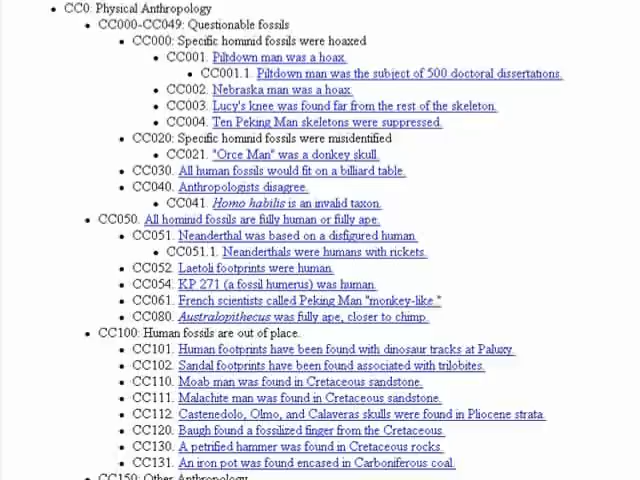 CC0: Physical Anthropology
CC000-CC049: Questionable fossils
CC000: Specific hominid fossils were hoaxed
CC001. Piltdown man was a hoax.
CC001.1. Piltdown man was the subject of 500 doctoral dissertations.
CC002. Nebraska man was a hoax.
CC003. Lucy's knee was found far from the rest of the skeleton.
CC004. Ten Peking Man skeletons were suppressed.
CC020: Specific hominid fossils were misidentified
CC021. "Orce Man" was a donkey skull.
CC030. All human fossils would fit on a billiard table.
CC040. Anthropologists disagree.
CC041. Homo habilis is an invalid taxon.
CC050. All hominid fossils are fully human or fully ape.
CC051. Neanderthal was based on a disfigured human.
CC051.1. Neanderthals were humans with rickets.
CC052. Laetoli footprints were human.
CC054. KP 271 (a fossil humerus) was human.
CC061. French scientists called Peking Man "monkey-like."
CC080. Australopithecus was fully ape, closer to chimp.
CC100: Human fossils are out of place.
CC101. Human footprints have been found with dinosaur tracks at Paluxy.
CC102. Sandal footprints have been found associated with trilobites.
CC110. Moab man was found in Cretaceous sandstone.
CC111. Malachite man was found in Cretaceous sandstone.
CC112. Castenedolo, Olmo, and Calaveras skulls were found in Pliocene strata.
CC120. Baugh found a fossilized finger from the Cretaceous.
CC130. A petrified hammer was found in Cretaceous rocks.
CC131. An iron pot was found encased in Carboniferous coal.
CC150: Other Anthropology